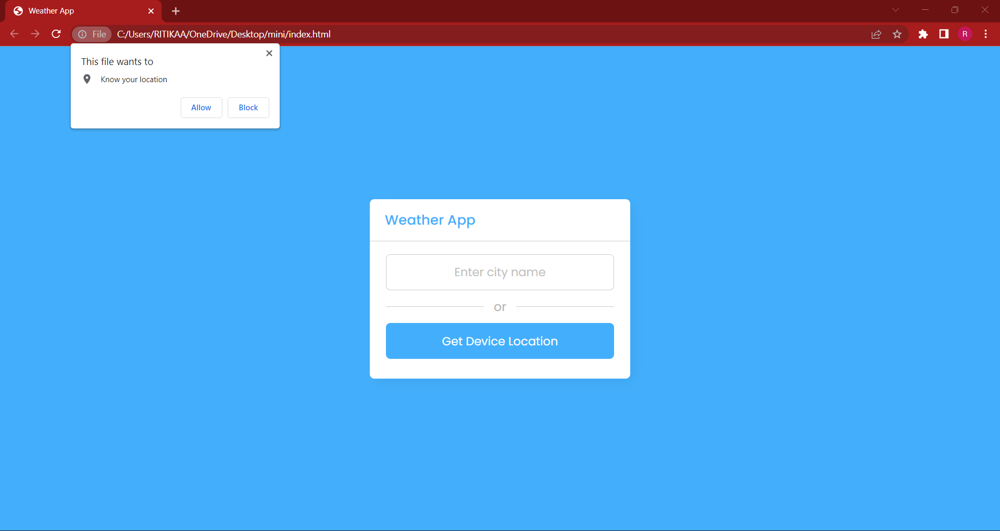 Weather App
File C:/Users/RITIKAA/OneDrive/Desktop/mini/index.html
R
This file wants to
Know your location
Allow Block
Weather App
Enter city name
or
Get Device Location